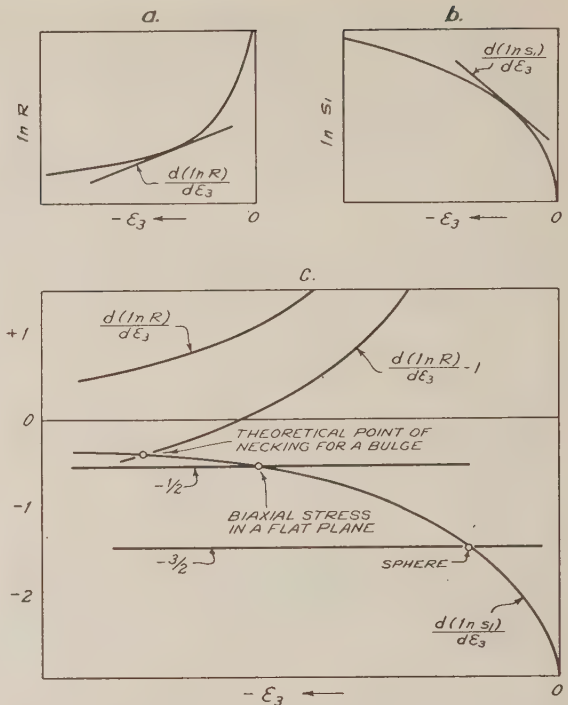 a.
ln R
d(ln R)
dε₃
-ε₃ ←
0
b.
ln S₁
d(ln s₁)
dε₃
-ε₃ ←
0
c.
+1
0
-1
-2
d(ln R)
dε₃
d(ln R)
dε₃ -1
THEORETICAL POINT OF
NECKING FOR A BULGE
-1/2
BIAXIAL STRESS
IN A FLAT PLANE
-3/2
SPHERE
d(ln s₁)
dε₃
-ε₃ ←
0